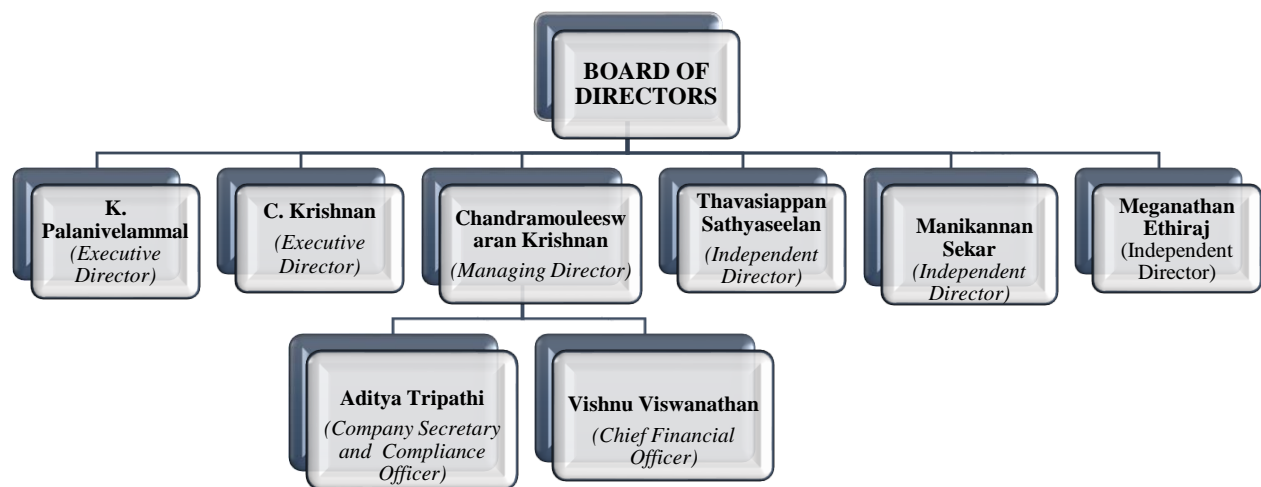 BOARD OF
DIRECTORS
K.
Palanivelammal
(Executive
Director)
C. Krishnan
(Executive
Director)
Chandramouleesw
aran Krishnan
(Managing Director)
Thavasiappan
Sathyaseelan
(Independent
Director)
Manikannan
Sekar
(Independent
Director)
Meganathan
Ethiraj
(Independent
Director)
Aditya Tripathi
(Company Secretary
and Compliance
Officer)
Vishnu Viswanathan
(Chief Financial
Officer)